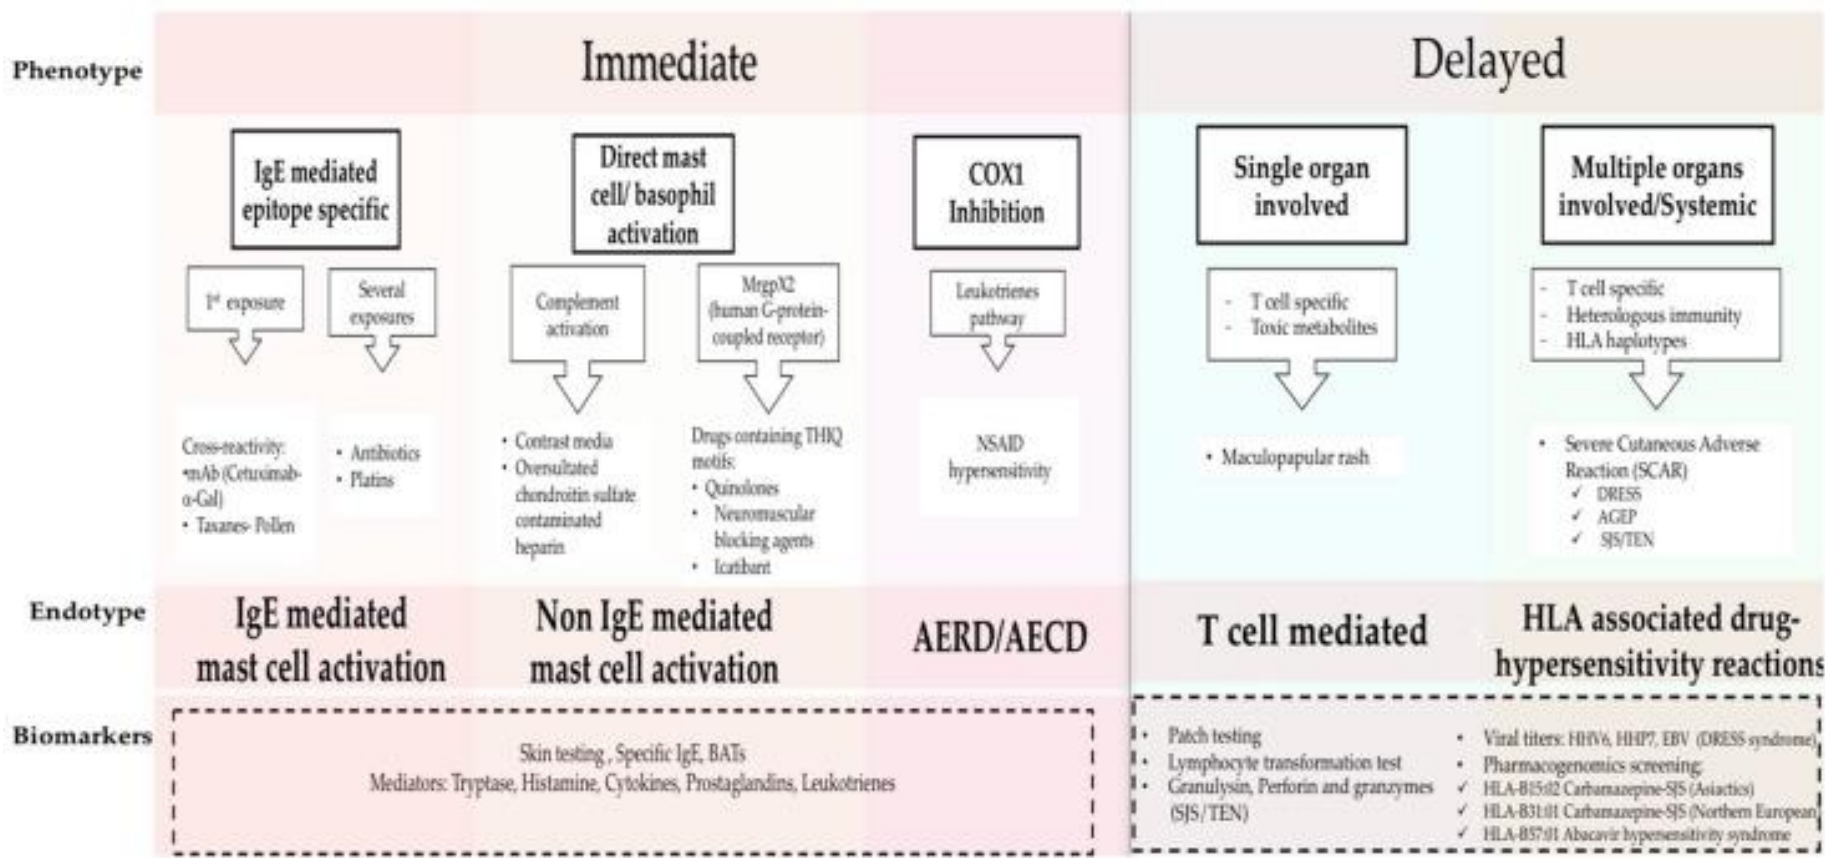 Phenotype
Immediate
Delayed
IgE mediated
epitope specific
Direct mast
cell/ basophil
activation
COX1
Inhibition
Single organ
involved
Multiple organs
involved/Systemic
1st exposure
Several
exposures
Complement
activation
MrgpX2
(human G-protein-
coupled receptor)
Leukotrienes
pathway
- T cell specific
- Toxic metabolites
- T cell specific
- Heterologous immunity
- HLA haplotypes
Cross-reactivity:
•mAb (Cetuximab-
α-Gal)
• Taxanes- Pollen
• Antibiotics
• Platins
• Contrast media
• Oversultated
chondroitin sulfate
contaminated
heparin
Drugs containing THIQ
motifs:
• Quinolones
• Neuromuscular
blocking agents
• Icatibant
NSAID
hypersensitivity
• Maculopapular rash
• Severe Cutaneous Adverse
Reaction (SCAR)
✓ DRESS
✓ AGEP
✓ SJS/TEN
Endotype
IgE mediated
mast cell activation
Non IgE mediated
mast cell activation
AERD/AECD
T cell mediated
HLA associated drug-
hypersensitivity reactions
Biomarkers
Skin testing , Specific IgE, BATs
Mediators: Tryptase, Histamine, Cytokines, Prostaglandins, Leukotrienes
• Patch testing
• Lymphocyte transformation test
• Granulysin, Perforin and granzymes
(SJS/TEN)
• Viral titers: HHV6, HHP7, EBV (DRESS syndrome)
• Pharmacogenomics screening:
✓ HLA-B15:02 Carbamazepine-SJS (Asiactics)
✓ HLA-B31:01 Carbamazepine-SJS (Northern European)
✓ HLA-B57:01 Abacavir hypersensitivity syndrome